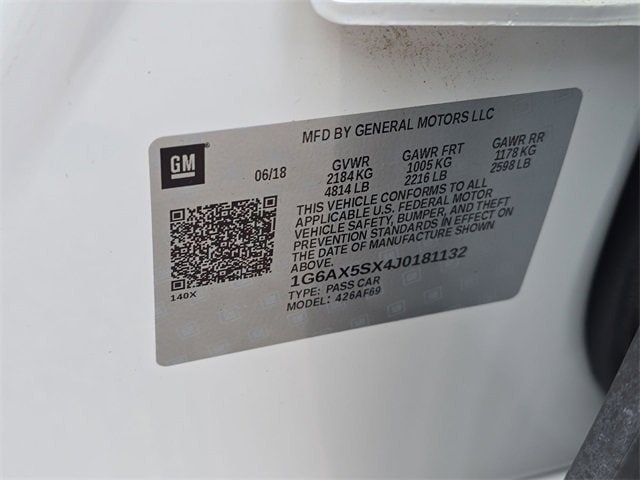 MFD BY GENERAL MOTORS LLC
GM
06/18
GVWR GAWR FRT GAWR RR
2184 KG 1005 KG 1178 KG
4814 LB 2216 LB 2598 LB
THIS VEHICLE CONFORMS TO ALL
APPLICABLE U.S. FEDERAL MOTOR
VEHICLE SAFETY, BUMPER, AND THEFT
PREVENTION STANDARDS IN EFFECT ON
THE DATE OF MANUFACTURE SHOWN
ABOVE.
1G6AX5SX4J0181132
TYPE: PASS CAR
MODEL: 426AF69
140X